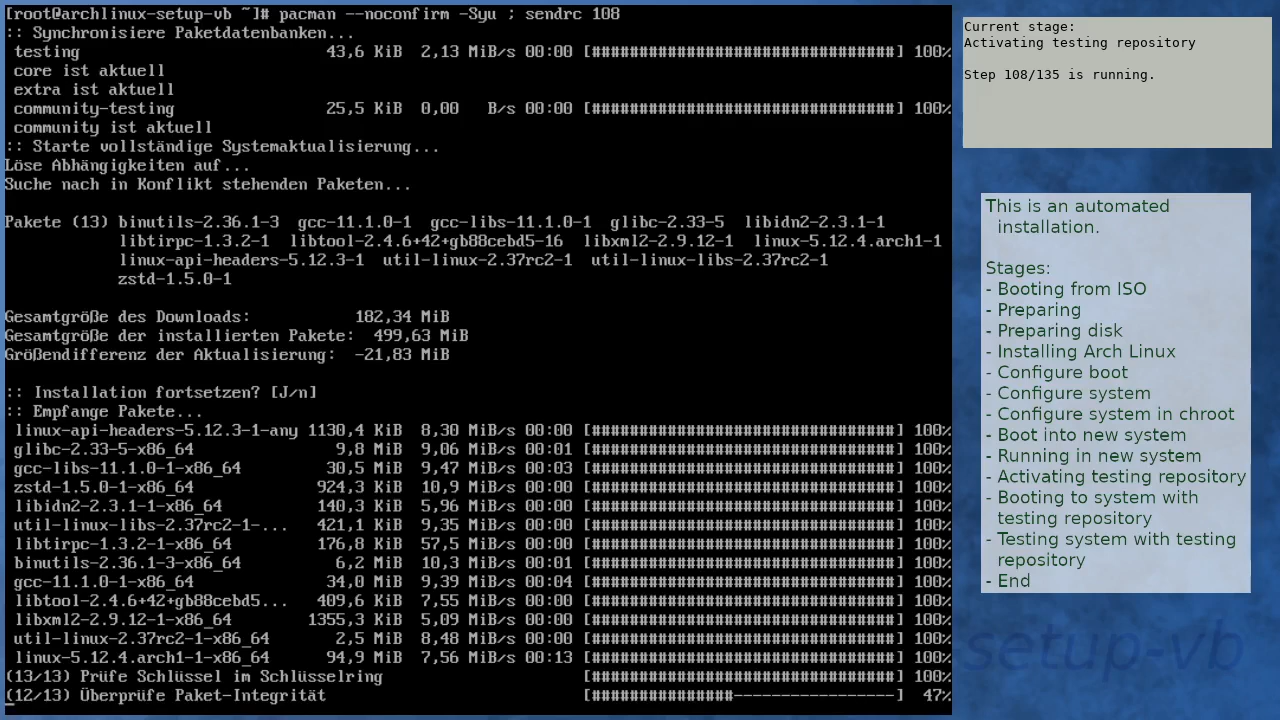 [root@archlinux-setup-vb ~]# pacman --noconfirm -Syu ; sendrc 108
:: Synchronisiere Paketdatenbanken...
testing 43,6 KiB 2,13 MiB/s 00:00 [################################] 100%
core ist aktuell
extra ist aktuell
community-testing 25,5 KiB 0,00 B/s 00:00 [################################] 100%
community ist aktuell
:: Starte vollständige Systemaktualisierung...
Löse Abhängigkeiten auf...
Suche nach in Konflikt stehenden Paketen...
Pakete (13) binutils-2.36.1-3 gcc-11.1.0-1 gcc-libs-11.1.0-1 glibc-2.33-5 libidn2-2.3.1-1
libtirpc-1.3.2-1 libtool-2.4.6+42+gb88cebd5-16 libxml2-2.9.12-1 linux-5.12.4.arch1-1
linux-api-headers-5.12.3-1 util-linux-2.37rc2-1 util-linux-libs-2.37rc2-1
zstd-1.5.0-1
Gesamtgröße des Downloads: 182,34 MiB
Gesamtgröße der installierten Pakete: 499,63 MiB
Größendifferenz der Aktualisierung: -21,83 MiB
:: Installation fortsetzen? [J/n]
:: Empfange Pakete...
linux-api-headers-5.12.3-1-any 1130,4 KiB 8,30 MiB/s 00:00 [################################] 100%
glibc-2.33-5-x86_64 9,8 MiB 9,06 MiB/s 00:01 [################################] 100%
gcc-libs-11.1.0-1-x86_64 30,5 MiB 9,47 MiB/s 00:03 [################################] 100%
zstd-1.5.0-1-x86_64 924,3 KiB 10,9 MiB/s 00:00 [################################] 100%
libidn2-2.3.1-1-x86_64 140,3 KiB 5,96 MiB/s 00:00 [################################] 100%
util-linux-libs-2.37rc2-1-... 421,1 KiB 9,35 MiB/s 00:00 [################################] 100%
libtirpc-1.3.2-1-x86_64 176,8 KiB 57,5 MiB/s 00:00 [################################] 100%
binutils-2.36.1-3-x86_64 6,2 MiB 10,3 MiB/s 00:01 [################################] 100%
gcc-11.1.0-1-x86_64 34,0 MiB 9,39 MiB/s 00:04 [################################] 100%
libtool-2.4.6+42+gb88cebd5... 409,6 KiB 7,55 MiB/s 00:00 [################################] 100%
libxml2-2.9.12-1-x86_64 1355,3 KiB 5,09 MiB/s 00:00 [################################] 100%
util-linux-2.37rc2-1-x86_64 2,5 MiB 8,48 MiB/s 00:00 [################################] 100%
linux-5.12.4.arch1-1-x86_64 94,9 MiB 7,56 MiB/s 00:13 [################################] 100%
(13/13) Prüfe Schlüssel im Schlüsselring [################################] 100%
(12/13) Überprüfe Paket-Integrität [###############-----------------] 47%
Current stage:
Activating testing repository
Step 108/135 is running.
This is an automated
installation.
Stages:
- Booting from ISO
- Preparing
- Preparing disk
- Installing Arch Linux
- Configure boot
- Configure system
- Configure system in chroot
- Boot into new system
- Running in new system
- Activating testing repository
- Booting to system with
testing repository
- Testing system with testing
repository
- End
setup-vb